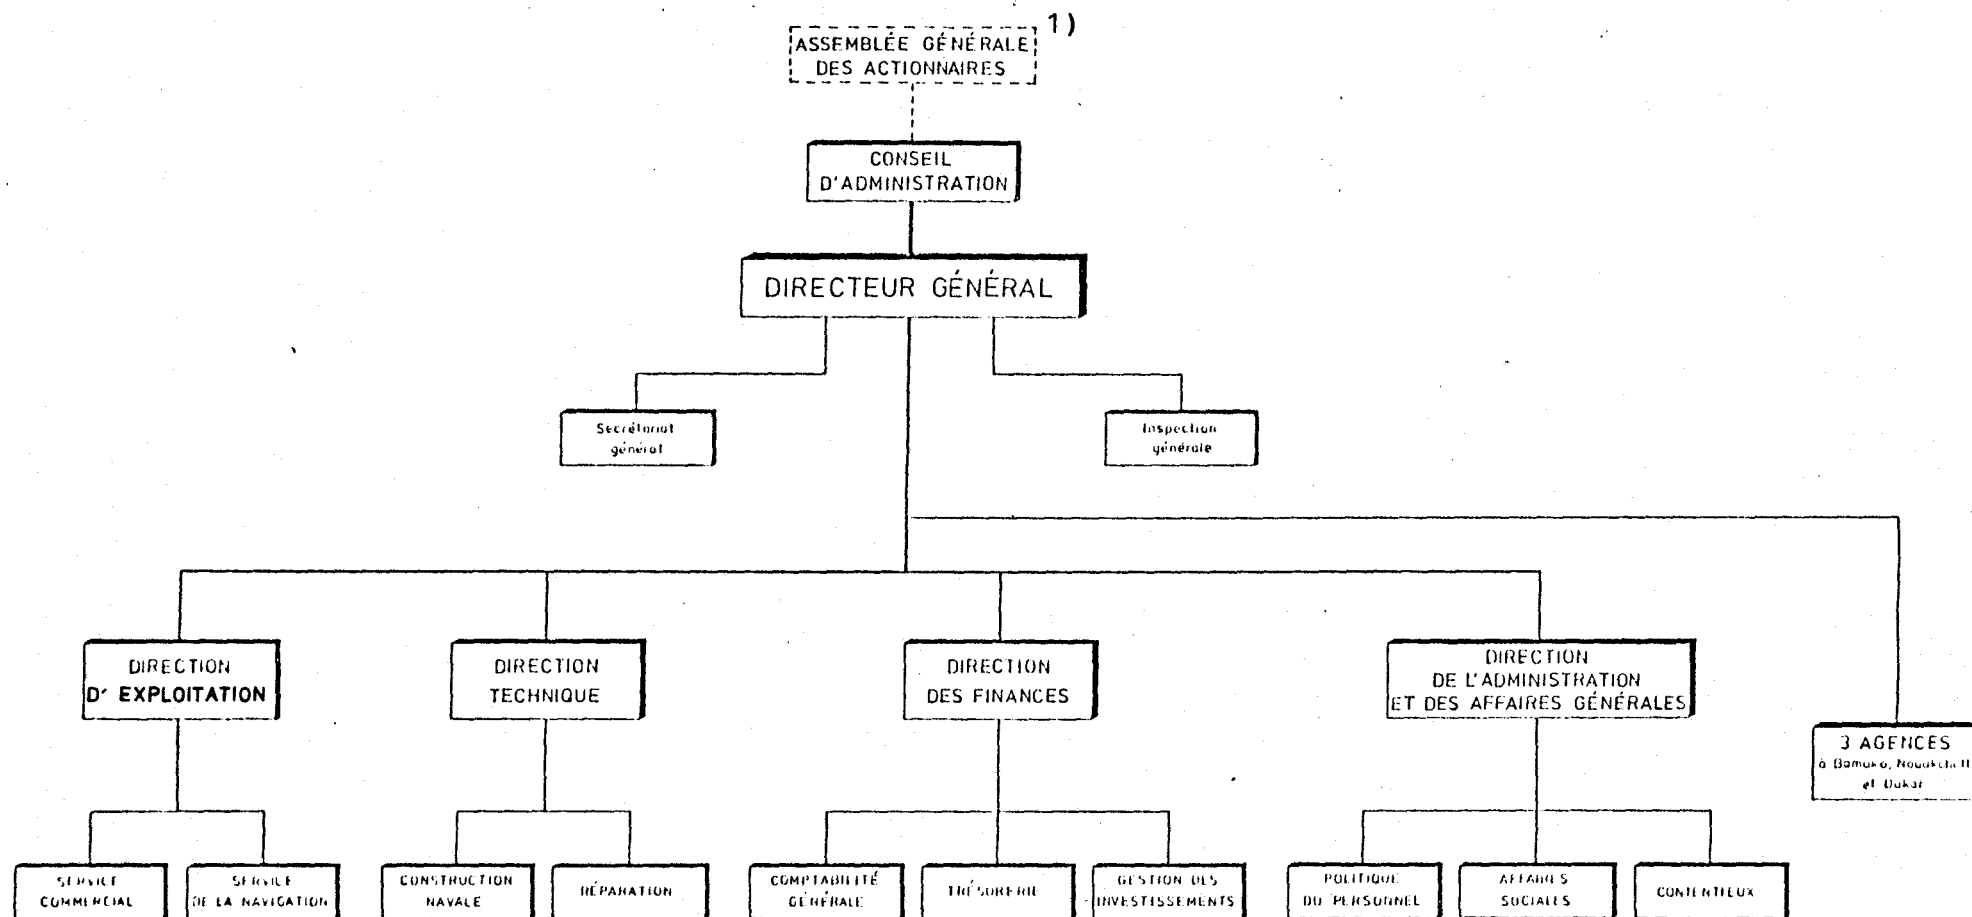 1)
ASSEMBLÉE GÉNÉRALE
DES ACTIONNAIRES
CONSEIL
D'ADMINISTRATION
DIRECTEUR GÉNÉRAL
Secrétariat
général
Inspection
générale
DIRECTION
D' EXPLOITATION
DIRECTION
TECHNIQUE
DIRECTION
DES FINANCES
DIRECTION
DE L'ADMINISTRATION
ET DES AFFAIRES GÉNÉRALES
3 AGENCES
à Bamako, Nouakchott
et Dakar
SERVICE
COMMERCIAL
SERVICE
DE LA NAVIGATION
CONSTRUCTION
NAVALE
RÉPARATION
COMPTABILITÉ
GÉNÉRALE
TRÉSORERIE
GESTION DES
INVESTISSEMENTS
POLITIQUE
DU PERSONNEL
AFFAIRES
SOCIALES
CONTENTIEUX